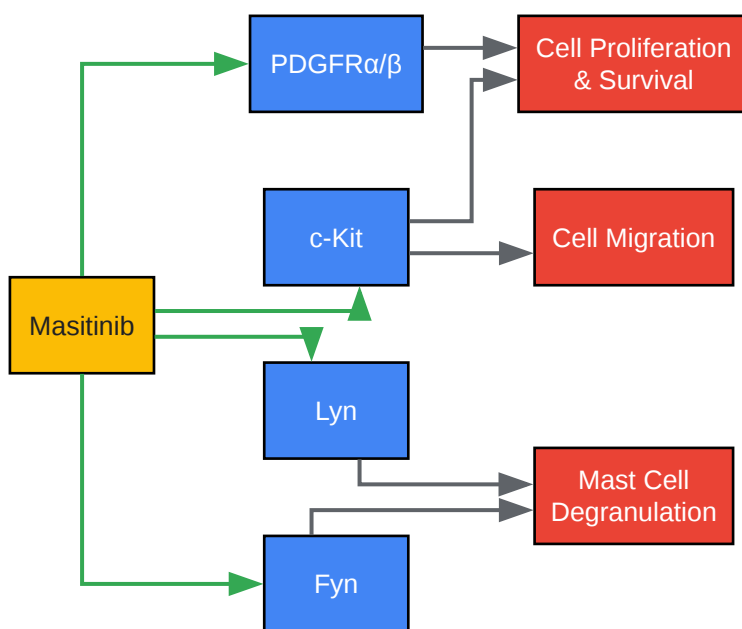 PDGFRα/β
Cell Proliferation
& Survival
c-Kit
Cell Migration
Masitinib
Lyn
Mast Cell
Degranulation
Fyn